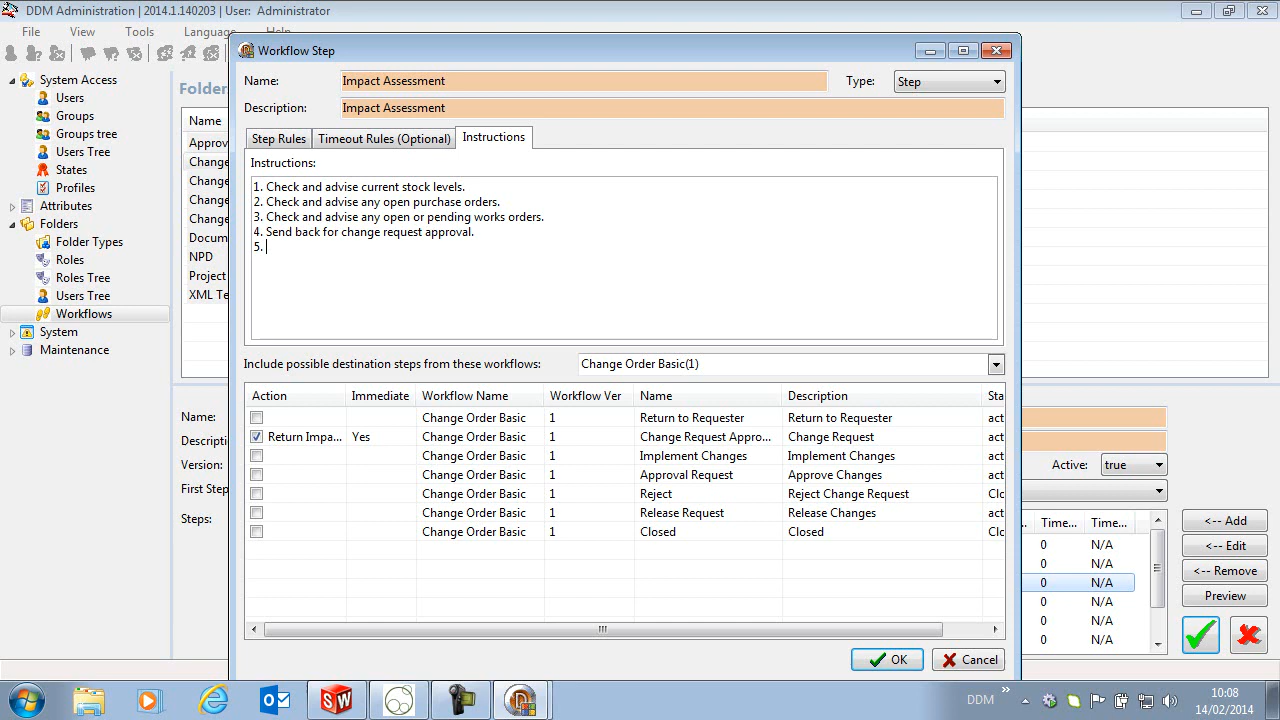 DDM Administration | 2014.1.140203 | User: Administrator
File View Tools Language Help
Workflow Step
System Access
Users
Groups
Groups tree
Users Tree
States
Profiles
Attributes
Folders
Folder Types
Roles
Roles Tree
Users Tree
Workflows
System
Maintenance
Folder
Name
Approv
Change
Change
Change
Change
Docum
NPD
Project
XML Te
Name:
Descripti
Version:
First Step
Steps:
Name: Impact Assessment Type: Step
Description: Impact Assessment
Step Rules Timeout Rules (Optional) Instructions
Instructions:
1. Check and advise current stock levels.
2. Check and advise any open purchase orders.
3. Check and advise any open or pending works orders.
4. Send back for change request approval.
5.
Include possible destination steps from these workflows: Change Order Basic(1)
Action Immediate Workflow Name Workflow Ver Name Description Sta
Change Order Basic 1 Return to Requester Return to Requester act
Return Impa... Yes Change Order Basic 1 Change Request Appro... Change Request act
Change Order Basic 1 Implement Changes Implement Changes act
Change Order Basic 1 Approval Request Approve Changes act
Change Order Basic 1 Reject Reject Change Request Clo
Change Order Basic 1 Release Request Release Changes act
Change Order Basic 1 Closed Closed Clo
OK Cancel
Active: true
Time... Time...
0 N/A
0 N/A
0 N/A
0 N/A
0 N/A
0 N/A
<-- Add
<-- Edit
<-- Remove
Preview
DDM
10:08
14/02/2014